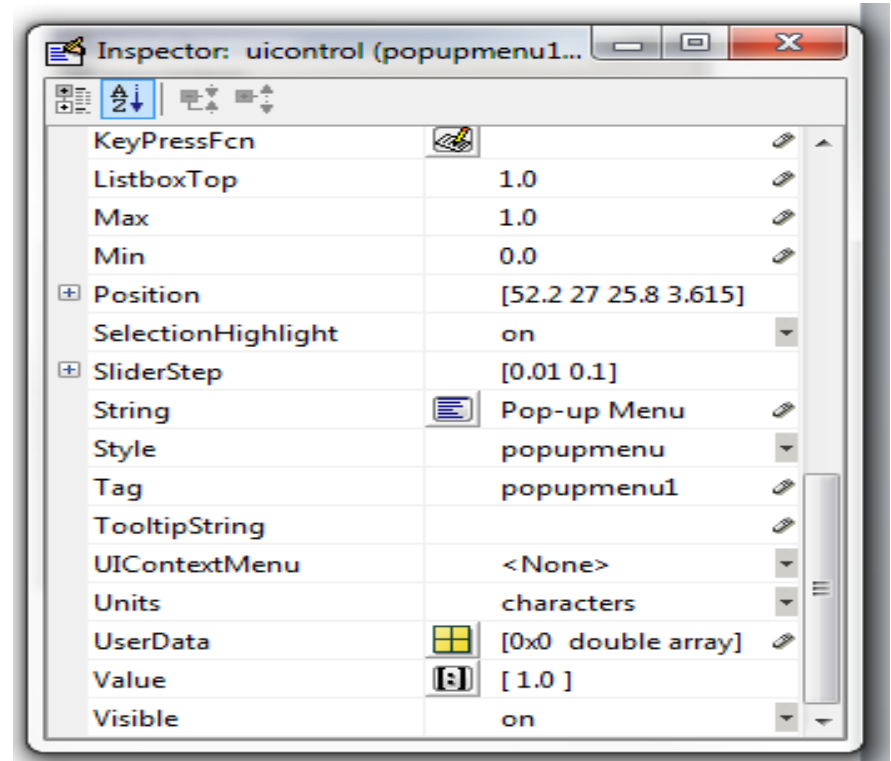 Inspector: uicontrol (popupmenu1...
KeyPressFcn
ListboxTop 1.0
Max 1.0
Min 0.0
Position [52.2 27 25.8 3.615]
SelectionHighlight on
SliderStep [0.01 0.1]
String Pop-up Menu
Style popupmenu
Tag popupmenu1
TooltipString
UIContextMenu <None>
Units characters
UserData [0x0 double array]
Value [ 1.0 ]
Visible on